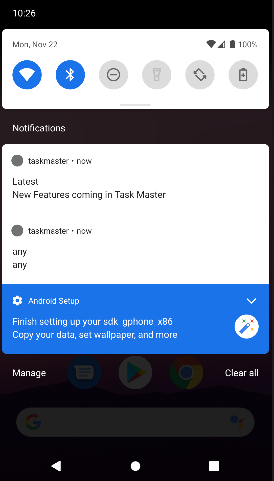 10:26
Mon, Nov 22
100%
Notifications
taskmaster • now
Latest
New Features coming in Task Master
taskmaster • now
any
any
Android Setup
Finish setting up your sdk_gphone_x86
Copy your data, set wallpaper, and more
Manage
Clear all